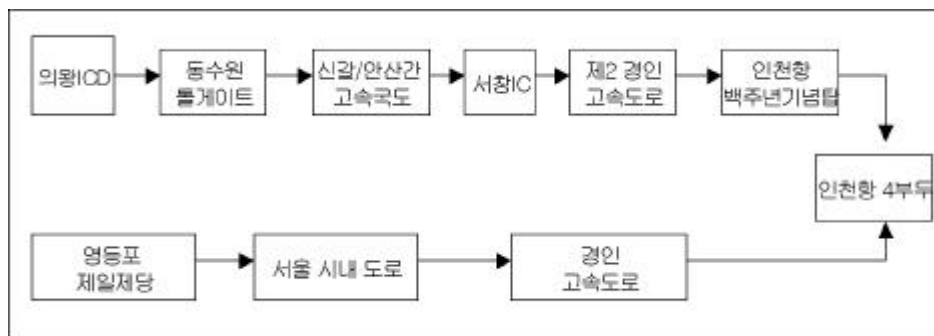 의왕ICD
동수원
톨게이트
신갈/안산간
고속국도
서창IC
제2 경인
고속도로
인천항
백주년기념탑
인천항 4부두
영등포
제일제당
서울 시내 도로
경인
고속도로